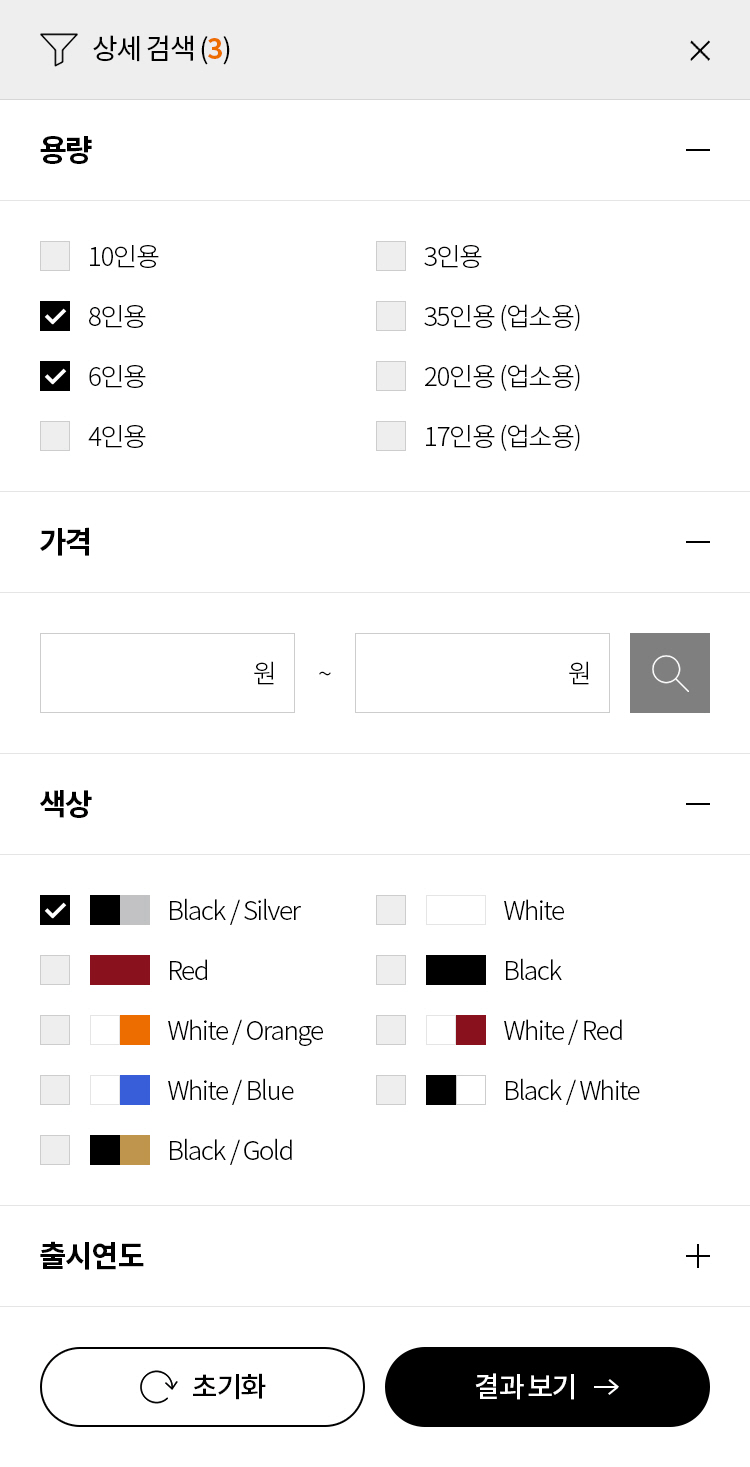 상세 검색 (3)
용량
10인용
3인용
8인용
35인용 (업소용)
6인용
20인용 (업소용)
4인용
17인용 (업소용)
가격
원 ~ 원
색상
Black / Silver
White
Red
Black
White / Orange
White / Red
White / Blue
Black / White
Black / Gold
출시연도
초기화
결과 보기